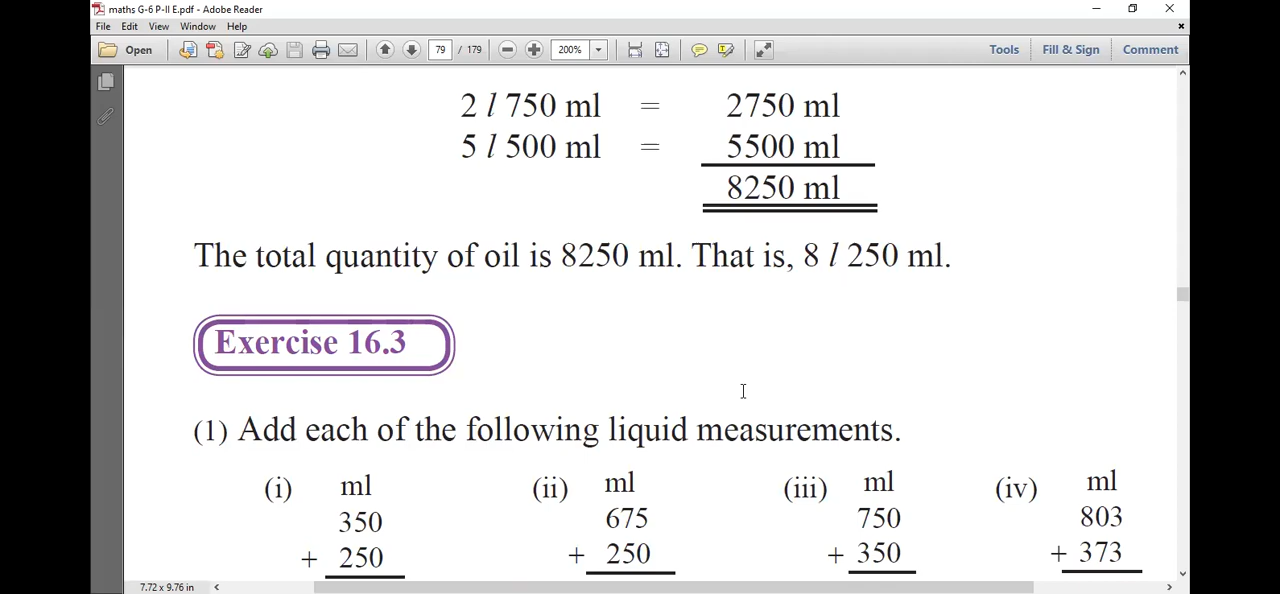 maths G-6 P-II E.pdf - Adobe Reader
File Edit View Window Help
Open 79 / 179 200% Tools Fill & Sign Comment
2 l 750 ml = 2750 ml
5 l 500 ml = 5500 ml
8250 ml
The total quantity of oil is 8250 ml. That is, 8 l 250 ml.
Exercise 16.3
(1) Add each of the following liquid measurements.
(i) ml (ii) ml (iii) ml (iv) ml
350 675 750 803
+ 250 + 250 + 350 + 373
7.72 x 9.76 in